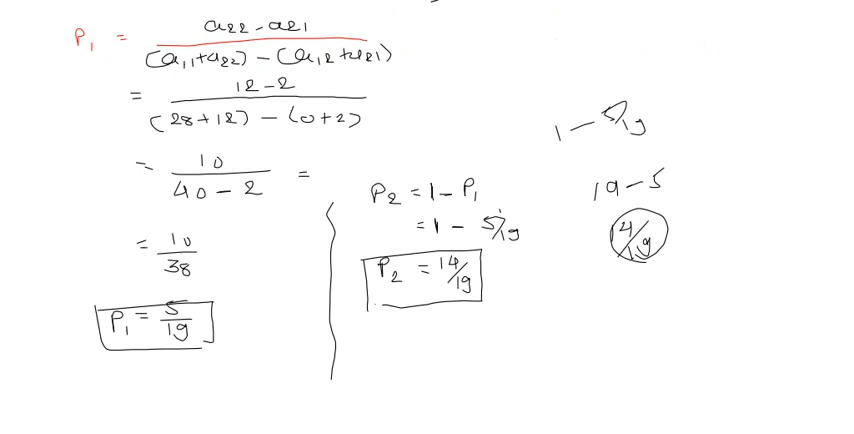 P₁ = a₂₂ - a₂₁ / (a₁₁ + a₂₂) - (a₁₂ + a₂₁)
= 12 - 2 / (28 + 12) - (0 + 2)
= 10 / 40 - 2 =
= 10 / 38
P₁ = 5 / 19
P₂ = 1 - P₁
= 1 - 5/19
P₂ = 14/19
1 - 5/19
19 - 5
14/19